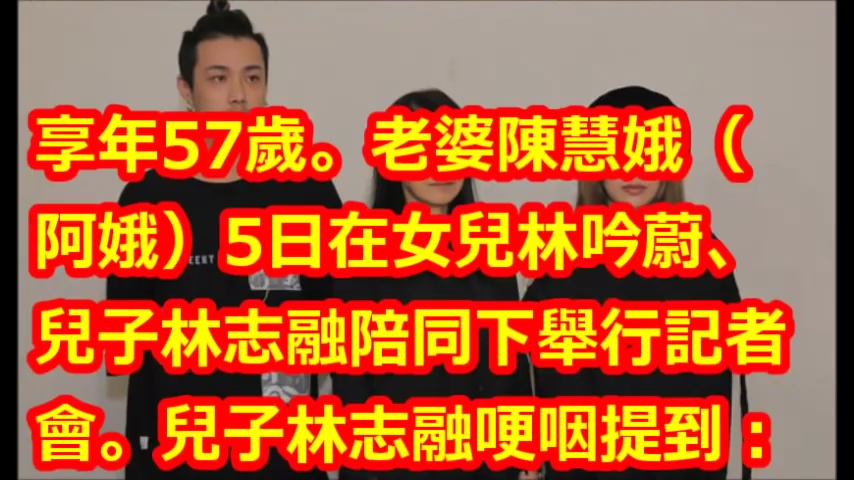 享年57歲。老婆陳慧娥（
阿娥）5日在女兒林吟蔚、
兒子林志融陪同下舉行記者
會。兒子林志融哽咽提到：